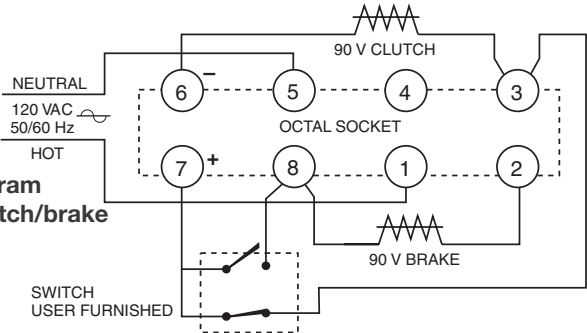 90 V CLUTCH
NEUTRAL
120 VAC
50/60 Hz
HOT
6 –
5
4
3
OCTAL SOCKET
7 +
8
1
2
ram
tch/brake
90 V BRAKE
SWITCH
USER FURNISHED